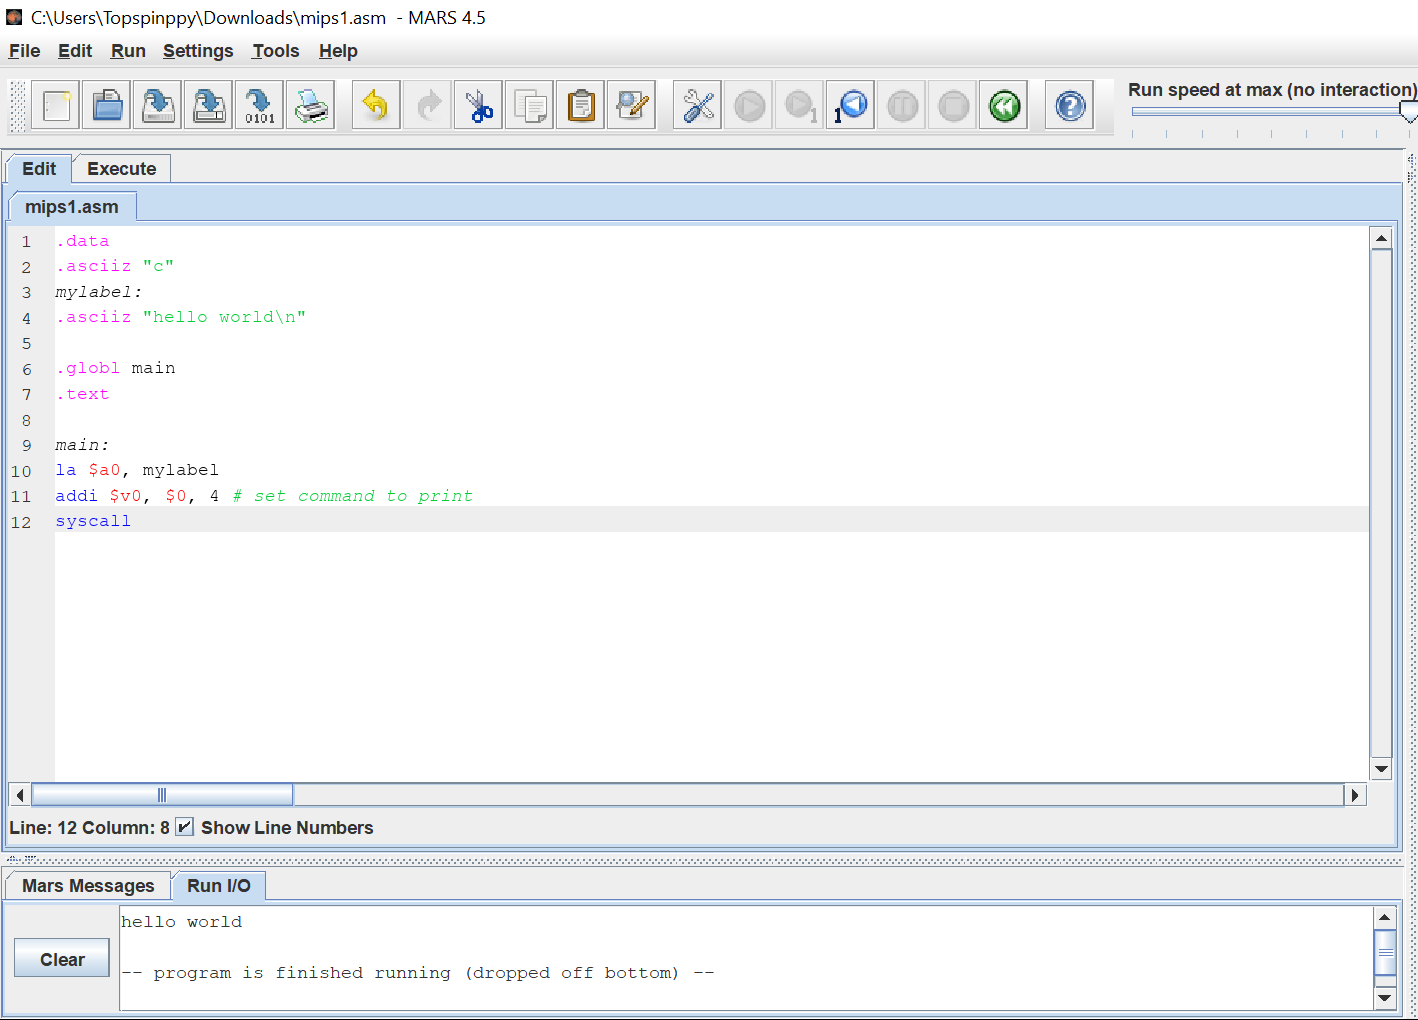 C:\Users\Topspinppy\Downloads\mips1.asm - MARS 4.5
File Edit Run Settings Tools Help
Run speed at max (no interaction)
0101
1
1
Edit Execute
mips1.asm
1 .data
2 .asciiz "c"
3 mylabel:
4 .asciiz "hello world\n"
5
6 .globl main
7 .text
8
9 main:
10 la $a0, mylabel
11 addi $v0, $0, 4 # set command to print
12 syscall
Line: 12 Column: 8 Show Line Numbers
Mars Messages Run I/O
hello world
Clear
-- program is finished running (dropped off bottom) --